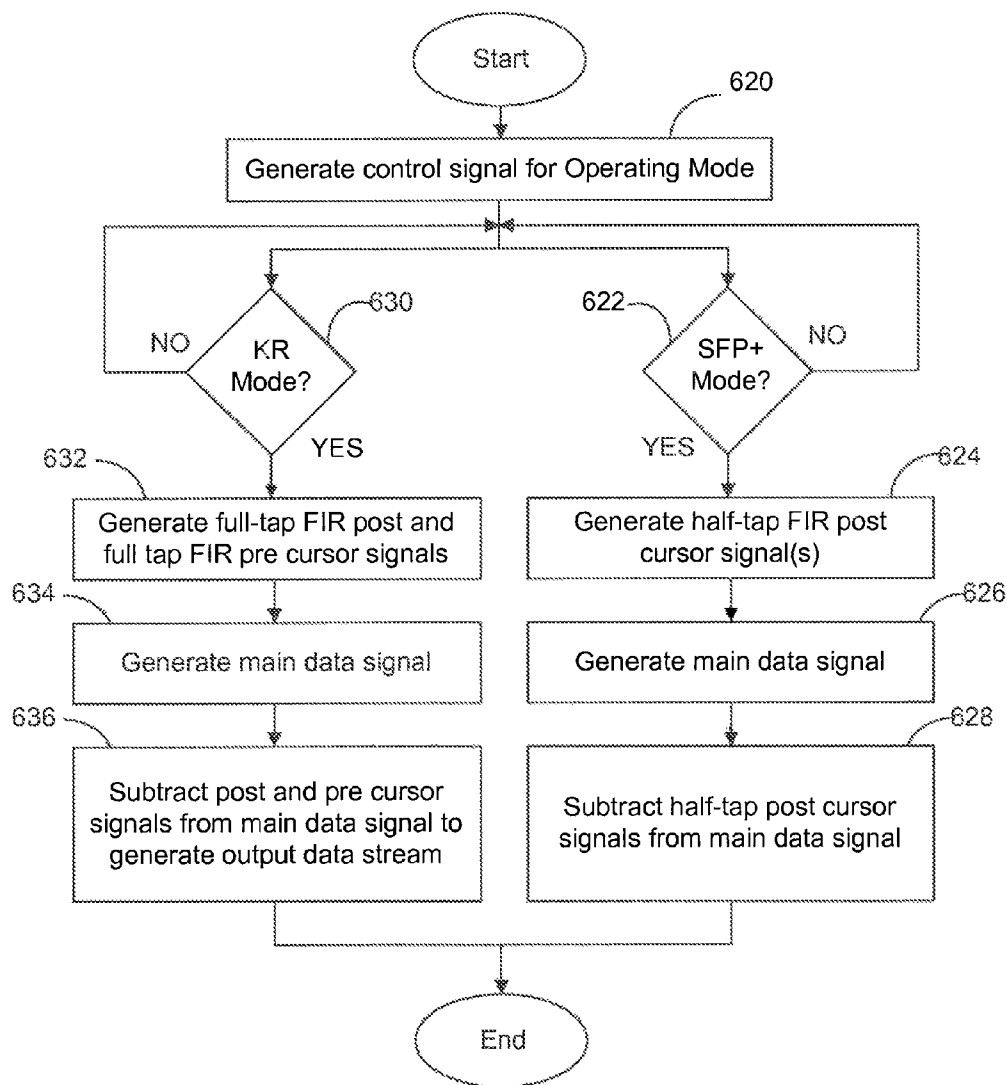 Start
620
Generate control signal for Operating Mode
630
622
NO
KR
Mode?
SFP+
Mode?
NO
YES
YES
632
624
Generate full-tap FIR post and
full tap FIR pre cursor signals
Generate half-tap FIR post
cursor signal(s)
634
626
Generate main data signal
Generate main data signal
636
628
Subtract post and pre cursor
signals from main data signal to
generate output data stream
Subtract half-tap post cursor
signals from main data signal
End